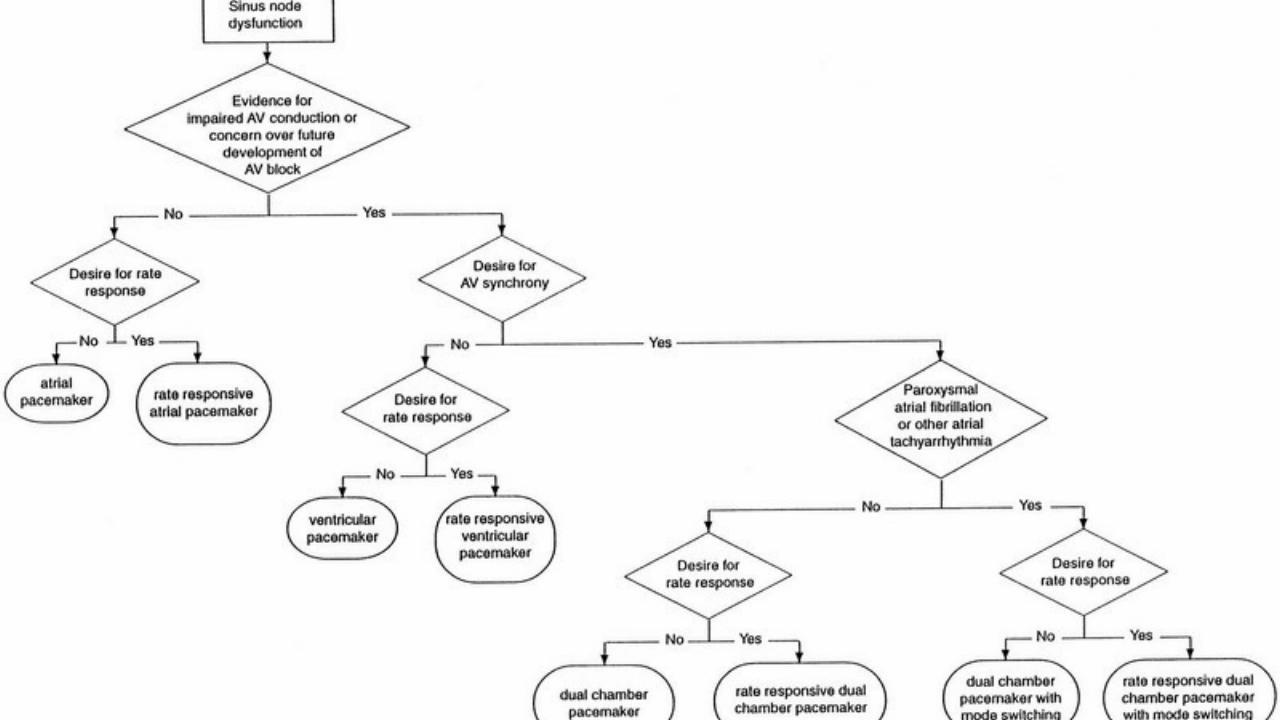 Sinus node
dysfunction
Evidence for
impaired AV conduction or
concern over future
development of
AV block
No
Yes
Desire for rate
response
Desire for
AV synchrony
No
Yes
No
Yes
atrial
pacemaker
rate responsive
atrial pacemaker
Desire for
rate response
Paroxysmal
atrial fibrillation
or other atrial
tachyarrhythmia
No
Yes
No
Yes
ventricular
pacemaker
rate responsive
ventricular
pacemaker
Desire for
rate response
Desire for
rate response
No
Yes
No
Yes
dual chamber
pacemaker
rate responsive dual
chamber pacemaker
dual chamber
pacemaker with
mode switching
rate responsive dual
chamber pacemaker
with mode switching